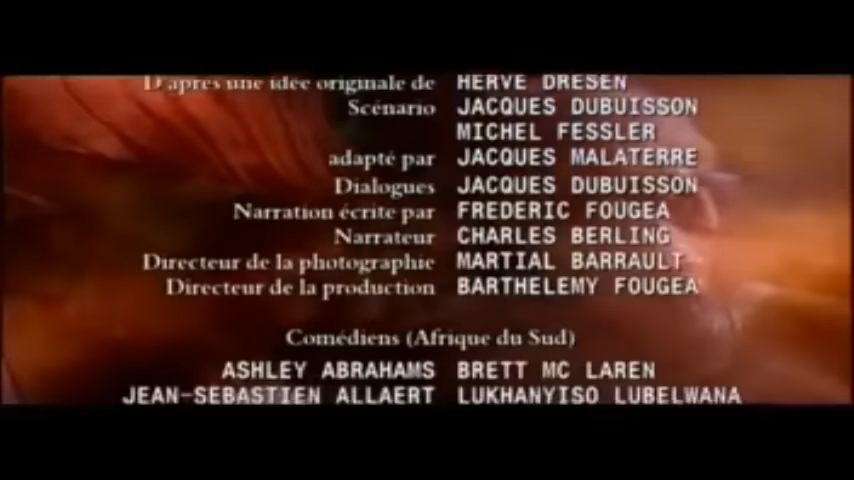 D'après une idée originale de HERVE DRESEN
Scénario JACQUES DUBUISSON
MICHEL FESSLER
adapté par JACQUES MALATERRE
Dialogues JACQUES DUBUISSON
Narration écrite par FREDERIC FOUGEA
Narrateur CHARLES BERLING
Directeur de la photographie MARTIAL BARRAULT
Directeur de la production BARTHELEMY FOUGEA
Comédiens (Afrique du Sud)
ASHLEY ABRAHAMS BRETT MC LAREN
JEAN-SEBASTIEN ALLAERT LUKHANYISO LUBELWANA